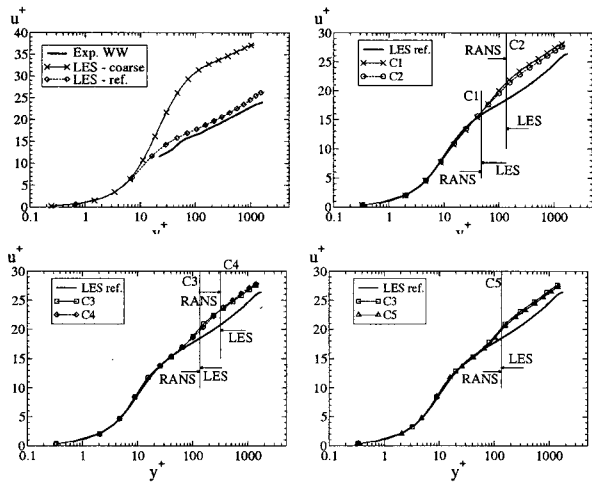 u+
40
35
30
25
20
15
10
5
0
0.1 1 10 100 1000
y+
Exp. WW
LES - coarse
LES - ref.
u+
30
25
20
15
10
5
0
0.1 1 10 100 1000
y+
LES ref.
C1
C2
RANS
C2
C1
LES
RANS
LES
u+
30
25
20
15
10
5
0
0.1 1 10 100 1000
y+
LES ref.
C3
C4
C3
C4
RANS
LES
RANS
LES
u+
30
25
20
15
10
5
0
0.1 1 10 100 1000
y+
LES ref.
C3
C5
C5
RANS
LES